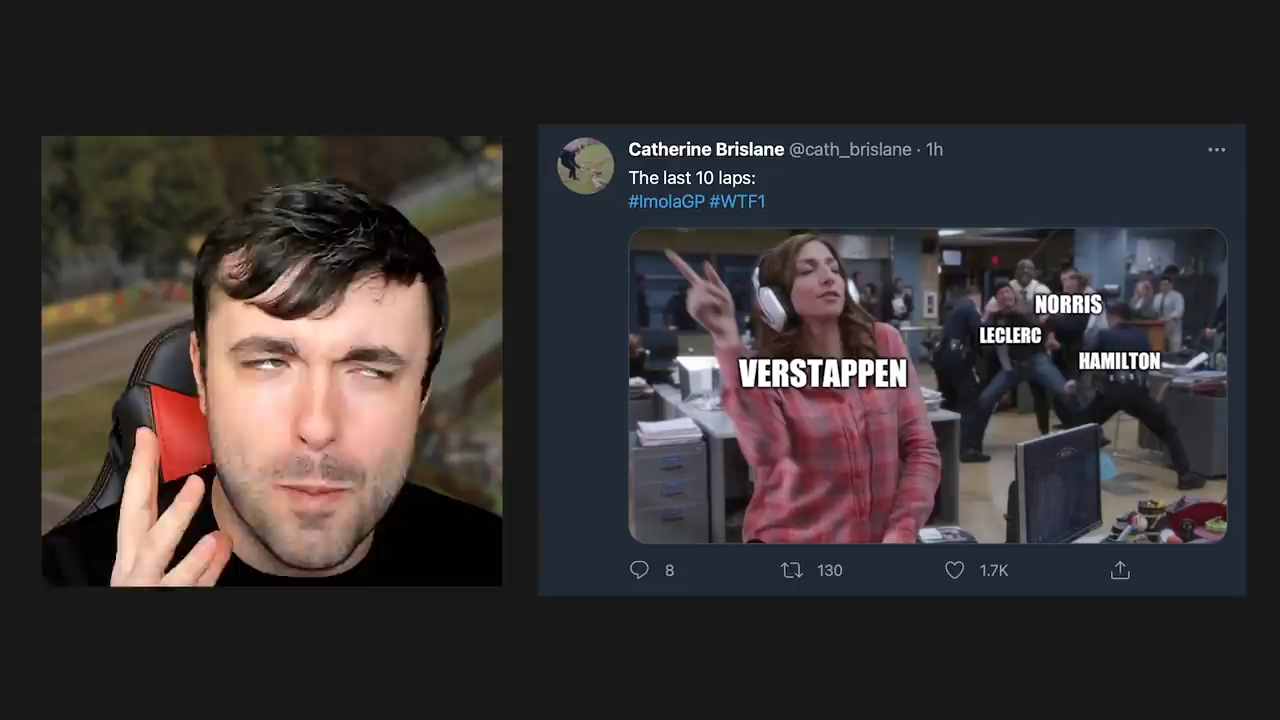 Catherine Brislane @cath_brislane · 1h
The last 10 laps:
#ImolaGP #WTF1
NORRIS
LECLERC
HAMILTON
VERSTAPPEN
8 130 1.7K